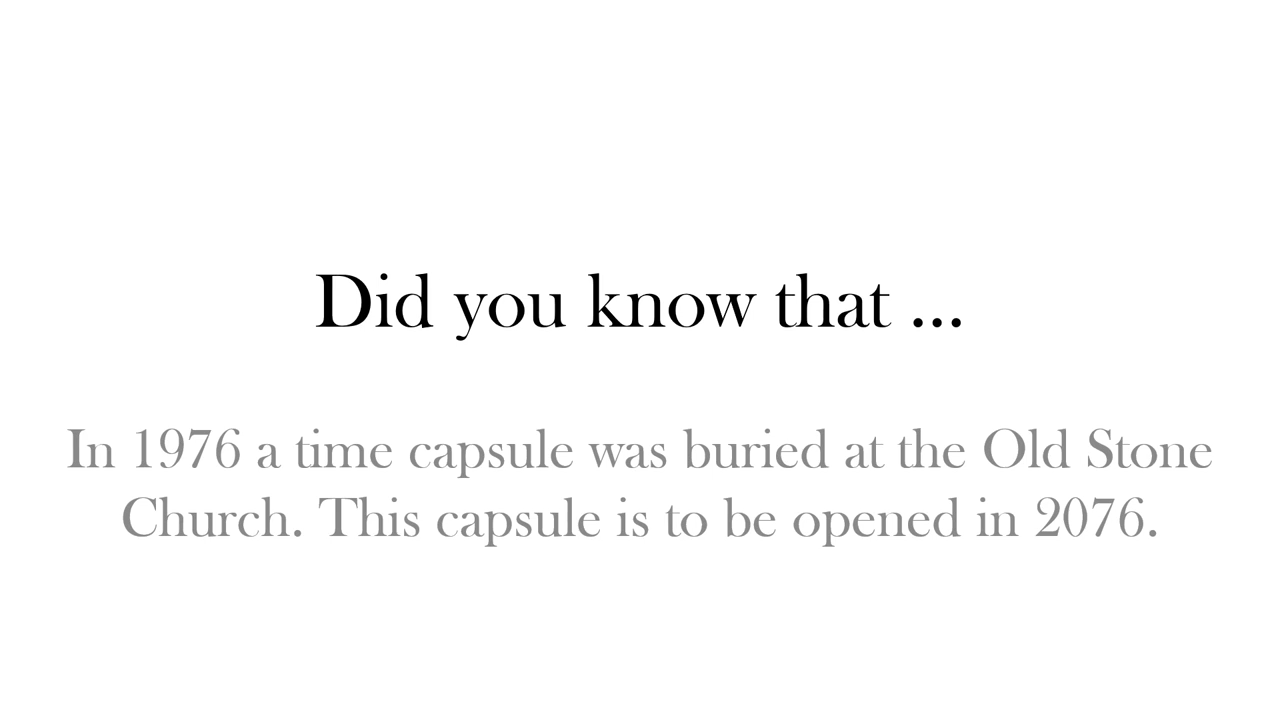 Did you know that ...
In 1976 a time capsule was buried at the Old Stone
Church. This capsule is to be opened in 2076.